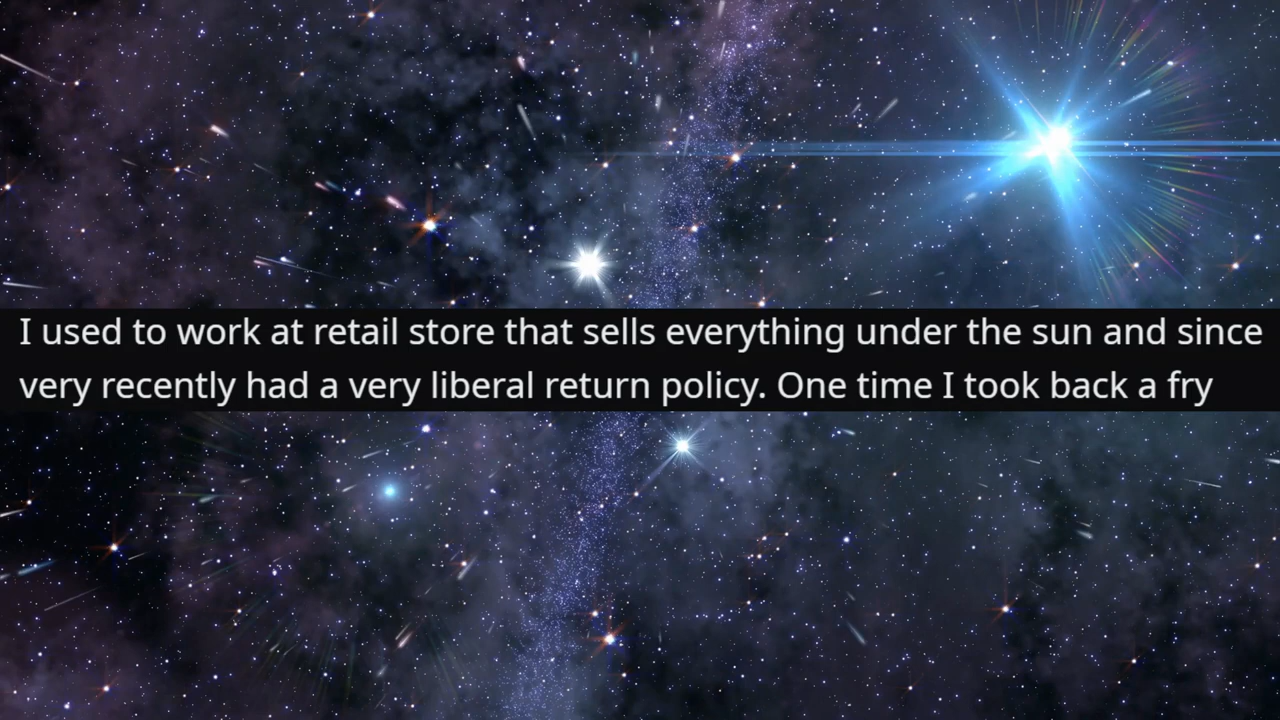 I used to work at retail store that sells everything under the sun and since
very recently had a very liberal return policy. One time I took back a fry